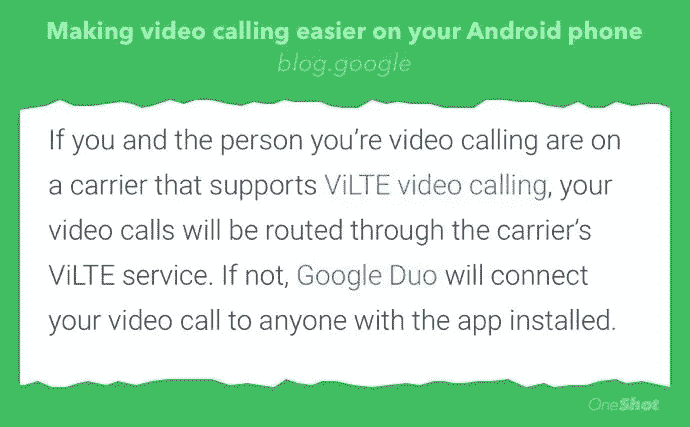 Making video calling easier on your Android phone
blog.google
If you and the person you’re video calling are on
a carrier that supports ViLTE video calling, your
video calls will be routed through the carrier’s
ViLTE service. If not, Google Duo will connect
your video call to anyone with the app installed.
OneShot